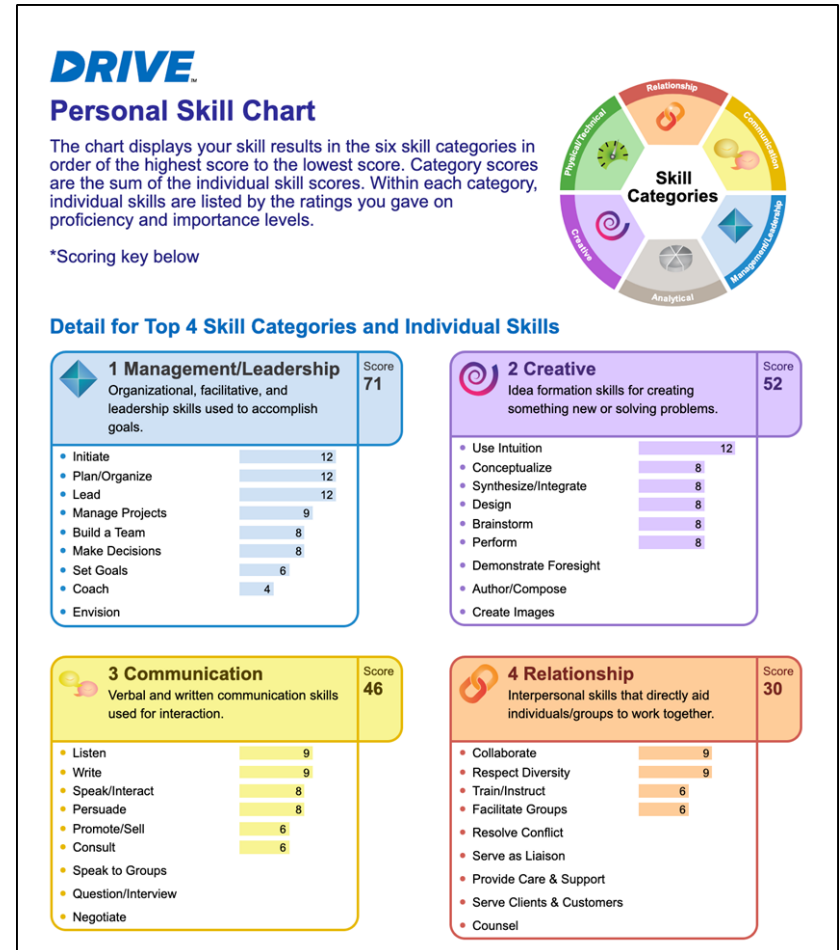 DRIVE™
Personal Skill Chart
The chart displays your skill results in the six skill categories in
order of the highest score to the lowest score. Category scores
are the sum of the individual skill scores. Within each category,
individual skills are listed by the ratings you gave on
proficiency and importance levels.
*Scoring key below
Relationship
Communication
Management/Leadership
Analytical
Creative
Physical/Technical
Skill
Categories
Detail for Top 4 Skill Categories and Individual Skills
1 Management/Leadership
Organizational, facilitative, and
leadership skills used to accomplish
goals.
Score
71
Initiate 12
Plan/Organize 12
Lead 12
Manage Projects 9
Build a Team 8
Make Decisions 8
Set Goals 6
Coach 4
Envision
2 Creative
Idea formation skills for creating
something new or solving problems.
Score
52
Use Intuition 12
Conceptualize 8
Synthesize/Integrate 8
Design 8
Brainstorm 8
Perform 8
Demonstrate Foresight
Author/Compose
Create Images
3 Communication
Verbal and written communication skills
used for interaction.
Score
46
Listen 9
Write 9
Speak/Interact 8
Persuade 8
Promote/Sell 6
Consult 6
Speak to Groups
Question/Interview
Negotiate
4 Relationship
Interpersonal skills that directly aid
individuals/groups to work together.
Score
30
Collaborate 9
Respect Diversity 9
Train/Instruct 6
Facilitate Groups 6
Resolve Conflict
Serve as Liaison
Provide Care & Support
Serve Clients & Customers
Counsel